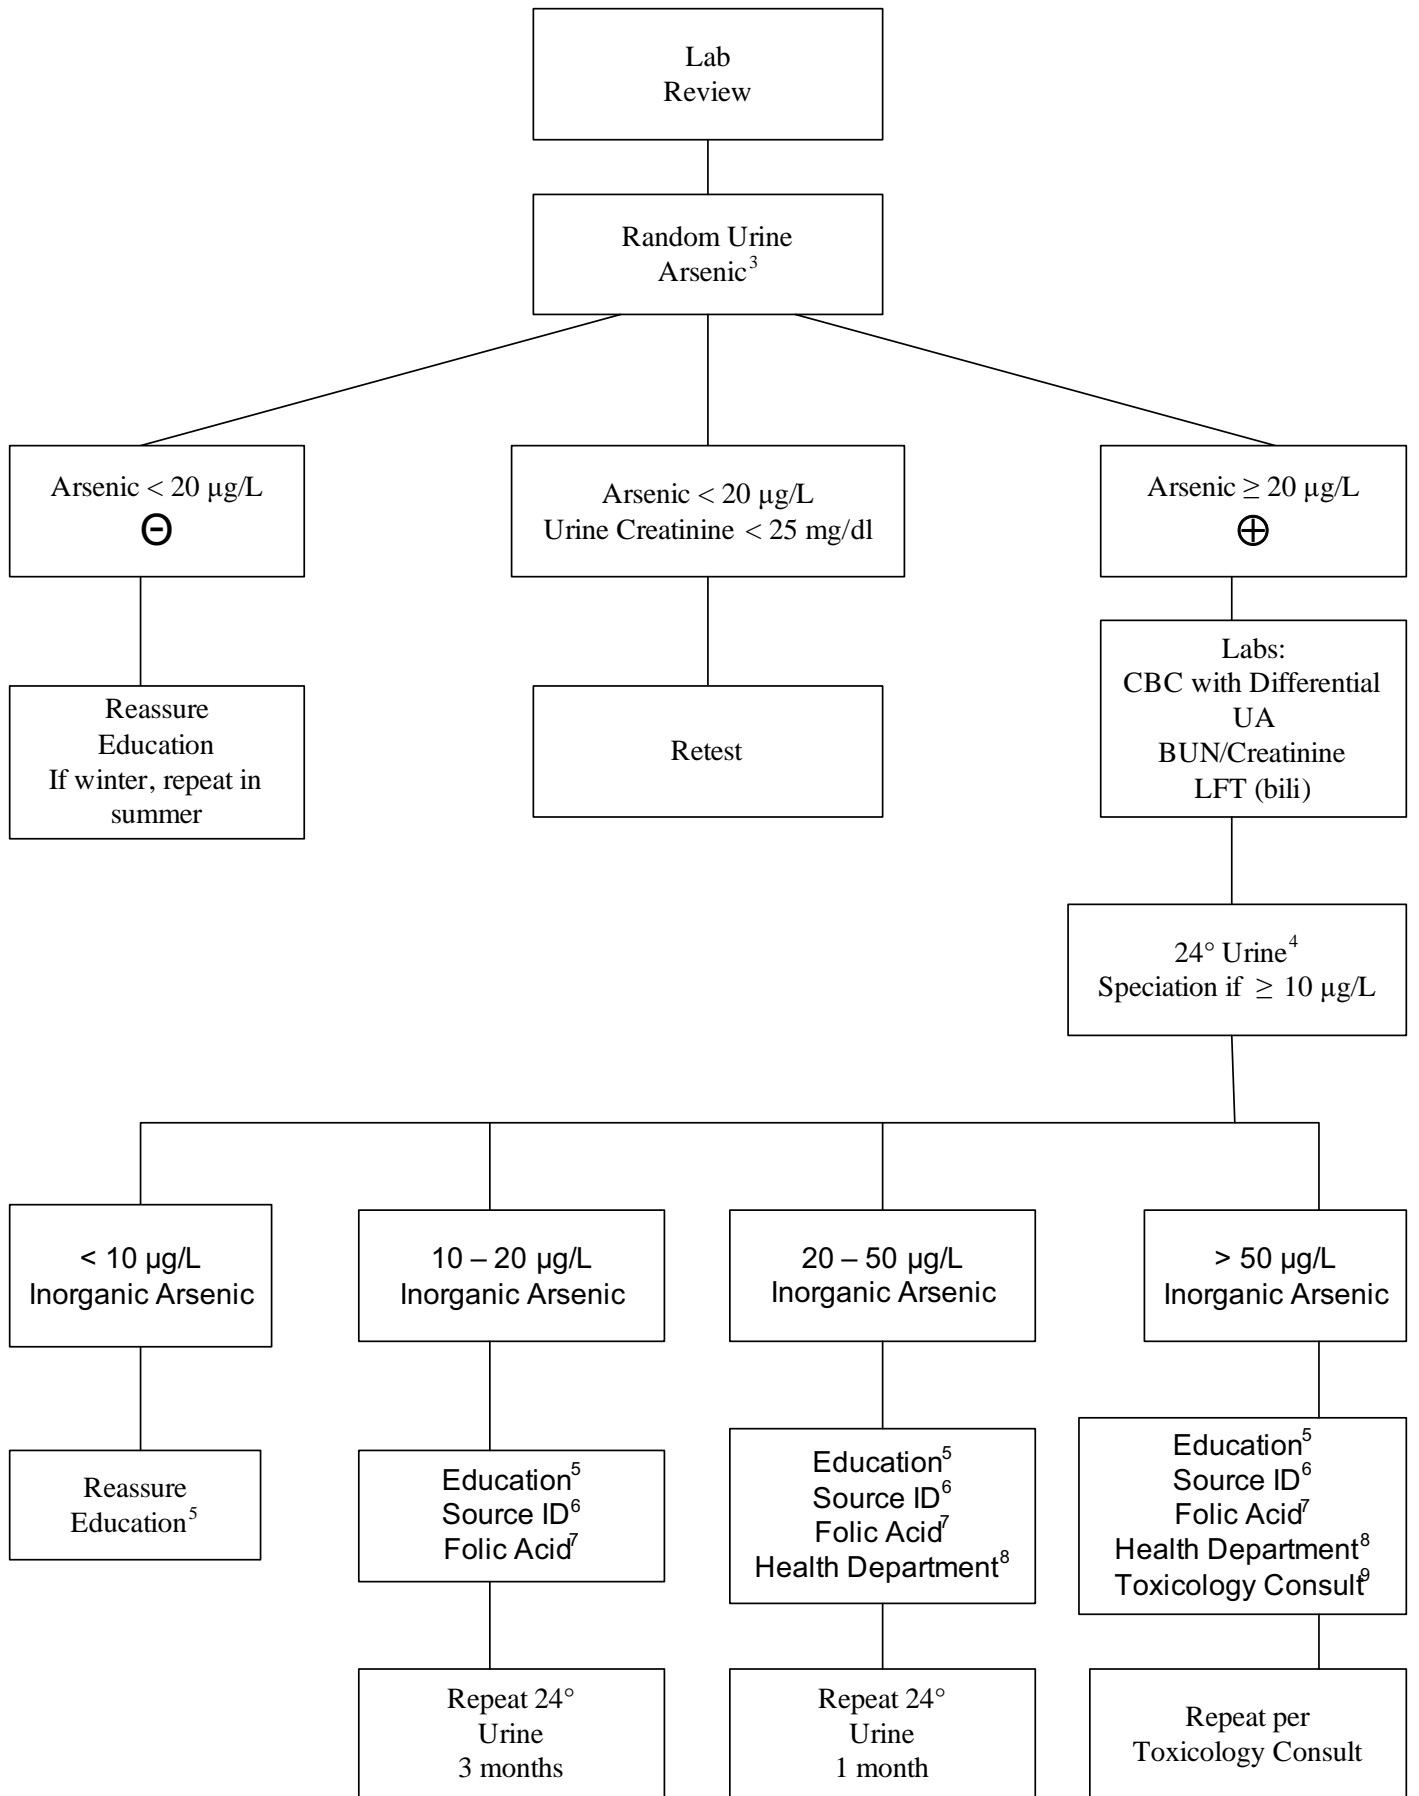 Lab
Review
Random Urine
Arsenic3
Arsenic < 20 µg/L
Θ
Arsenic < 20 µg/L
Urine Creatinine < 25 mg/dl
Arsenic ≥ 20 µg/L
⊕
Reassure
Education
If winter, repeat in
summer
Retest
Labs:
CBC with Differential
UA
BUN/Creatinine
LFT (bili)
24° Urine4
Speciation if ≥ 10 µg/L
< 10 µg/L
Inorganic Arsenic
10 – 20 µg/L
Inorganic Arsenic
20 – 50 µg/L
Inorganic Arsenic
> 50 µg/L
Inorganic Arsenic
Reassure
Education5
Education5
Source ID6
Folic Acid7
Education5
Source ID6
Folic Acid7
Health Department8
Education5
Source ID6
Folic Acid7
Health Department8
Toxicology Consult9
Repeat 24°
Urine
3 months
Repeat 24°
Urine
1 month
Repeat per
Toxicology Consult